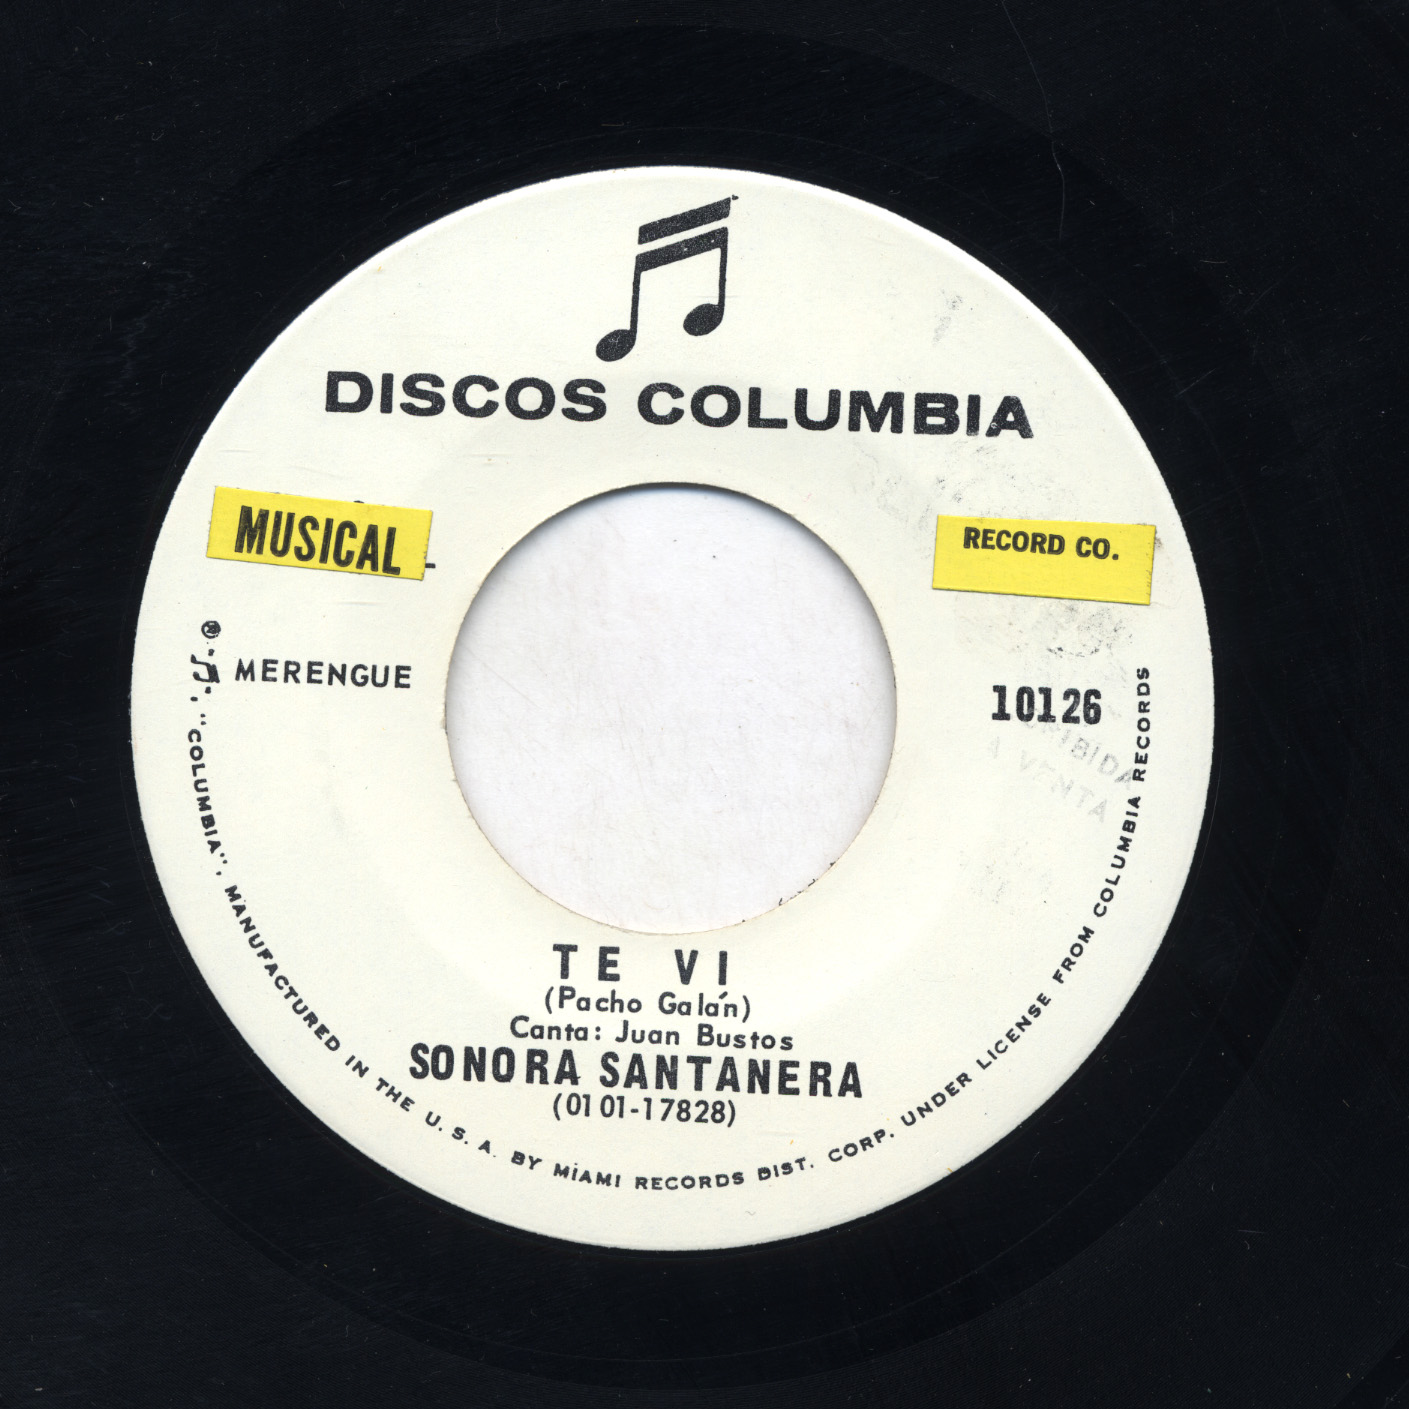 DISCOS COLUMBIA
MUSICAL
RECORD CO.
MERENGUE
10126
A VENTA
TE VI
(Pacho Galán)
Canta: Juan Bustos
SONORA SANTANERA
(0101-17828)
℗ "♫", "COLUMBIA", MANUFACTURED IN THE U. S. A. BY MIAMI RECORDS DIST. CORP. UNDER LICENSE FROM COLUMBIA RECORDS